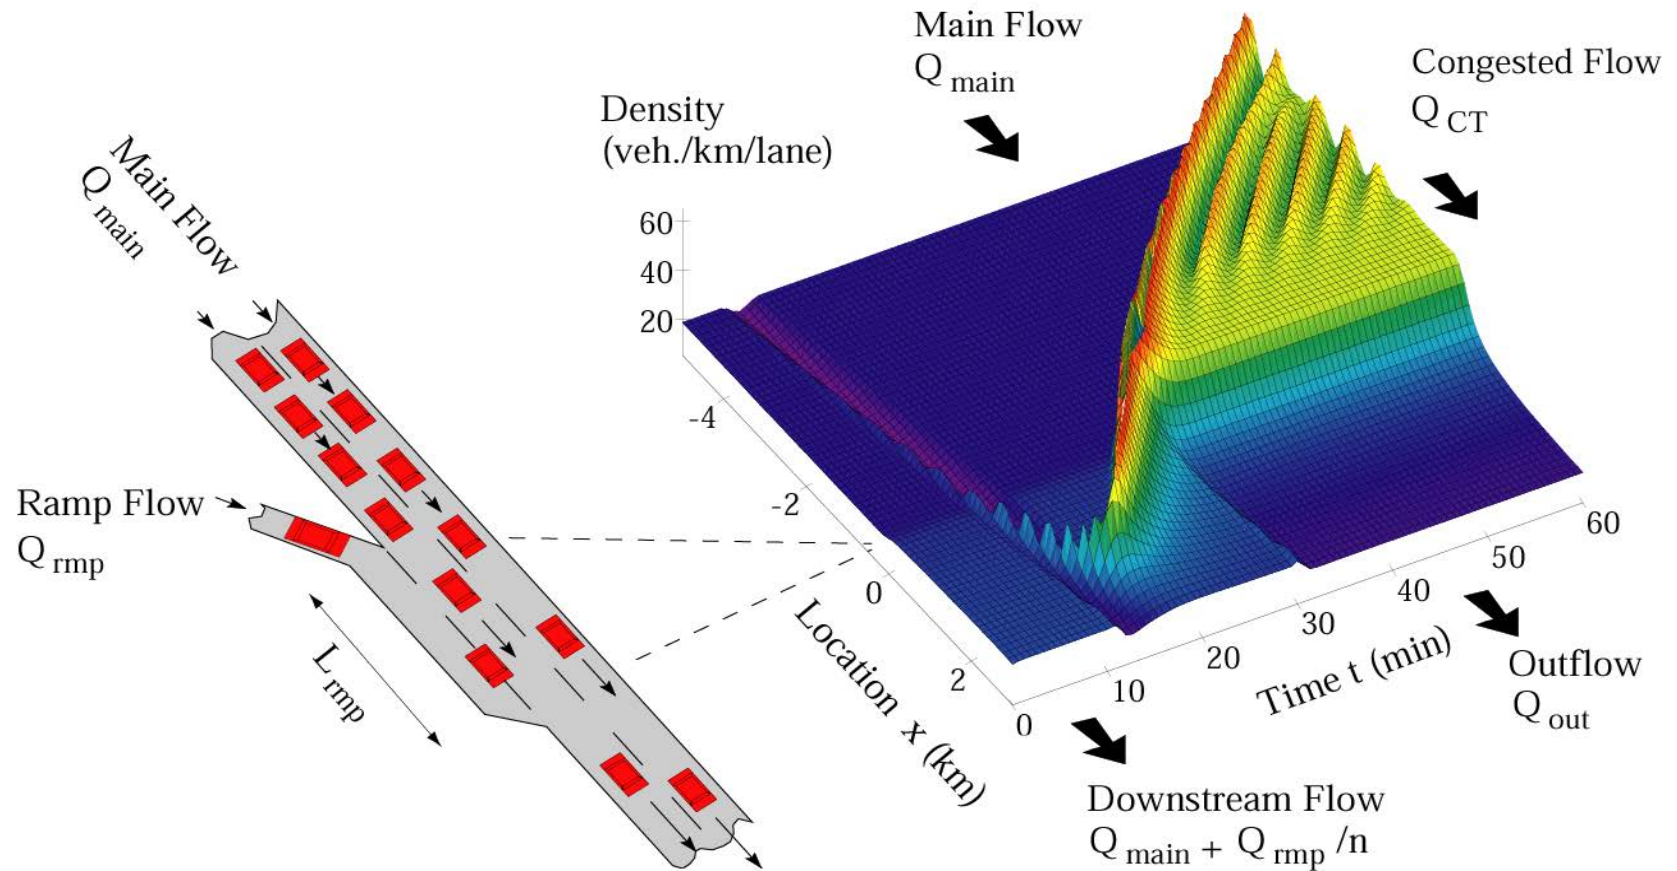 Main Flow
Q main
Ramp Flow
Q rmp
L rmp
Density
(veh./km/lane)
60
40
20
Main Flow
Q main
Congested Flow
Q CT
-4
-2
0
2
Location x (km)
0
10
20
30
40
50
60
Time t (min)
Outflow
Q out
Downstream Flow
Q main + Q rmp /n